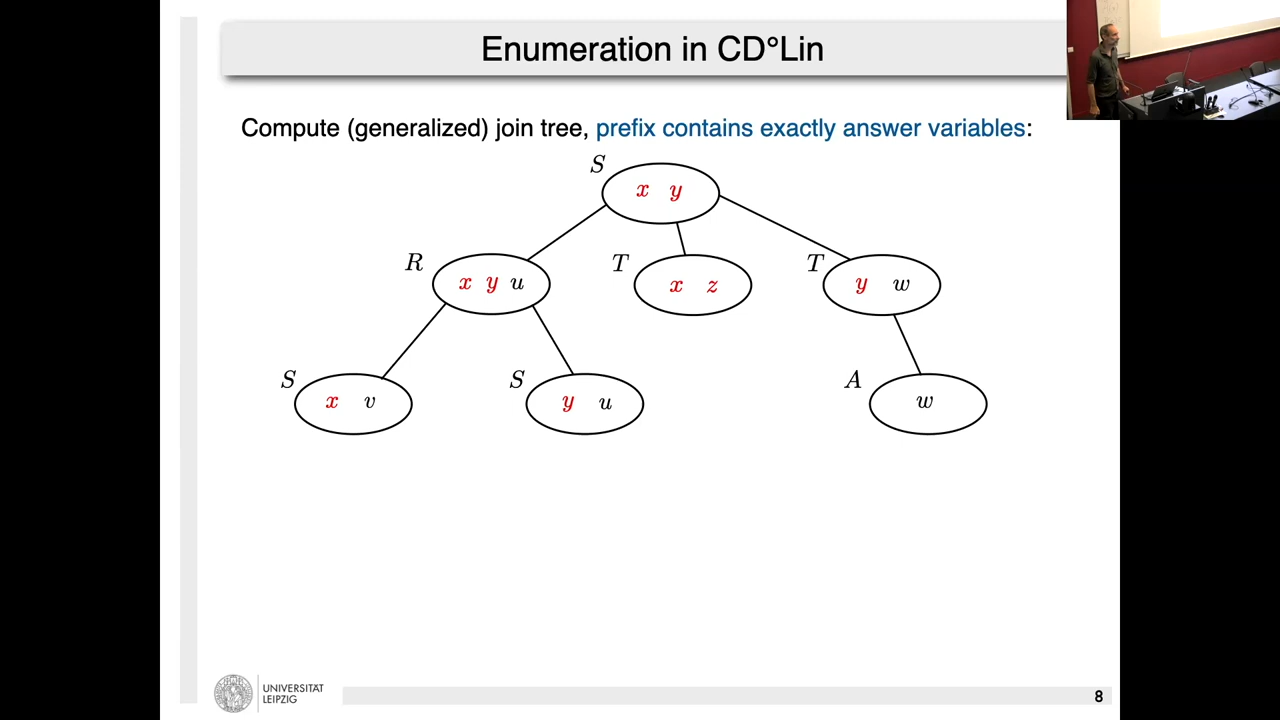 Enumeration in CD°Lin
Compute (generalized) join tree, prefix contains exactly answer variables:
S
x y
R
x y u
T
x z
T
y w
S
x v
S
y u
A
w
UNIVERSITÄT
LEIPZIG
8